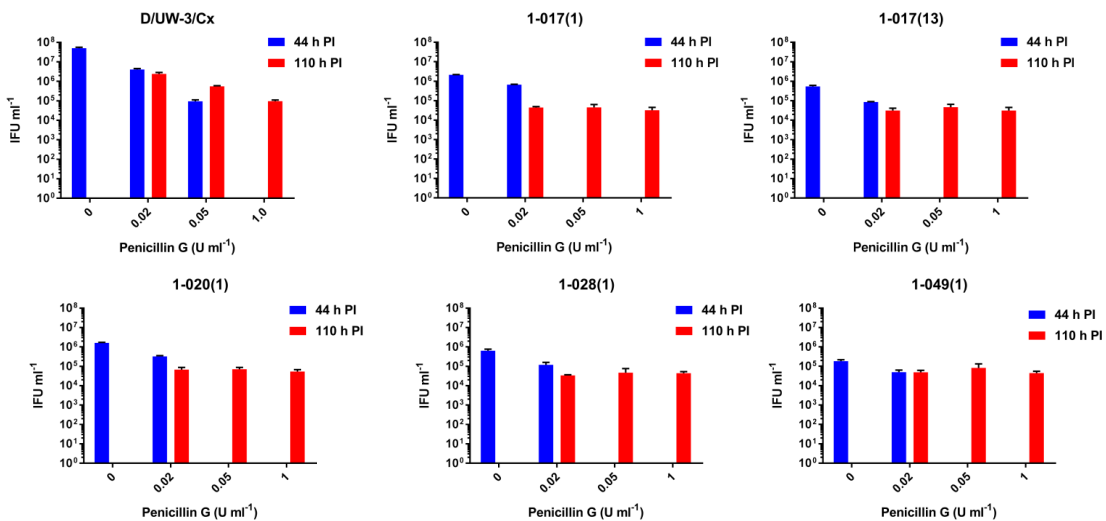 D/UW-3/Cx
IFU ml⁻¹
10⁸
10⁷
10⁶
10⁵
10⁴
10³
10²
10¹
10⁰
44 h PI
110 h PI
0 0.02 0.05 1.0
Penicillin G (U ml⁻¹)
1-017(1)
IFU ml⁻¹
10⁸
10⁷
10⁶
10⁵
10⁴
10³
10²
10¹
10⁰
44 h PI
110 h PI
0 0.02 0.05 1
Penicillin G (U ml⁻¹)
1-017(13)
IFU ml⁻¹
10⁸
10⁷
10⁶
10⁵
10⁴
10³
10²
10¹
10⁰
44 h PI
110 h PI
0 0.02 0.05 1
Penicillin G (U ml⁻¹)
1-020(1)
IFU ml⁻¹
10⁸
10⁷
10⁶
10⁵
10⁴
10³
10²
10¹
10⁰
44 h PI
110 h PI
0 0.02 0.05 1
Penicillin G (U ml⁻¹)
1-028(1)
IFU ml⁻¹
10⁸
10⁷
10⁶
10⁵
10⁴
10³
10²
10¹
10⁰
44 h PI
110 h PI
0 0.02 0.05 1
Penicillin G (U ml⁻¹)
1-049(1)
IFU ml⁻¹
10⁸
10⁷
10⁶
10⁵
10⁴
10³
10²
10¹
10⁰
44 h PI
110 h PI
0 0.02 0.05 1
Penicillin G (U ml⁻¹)